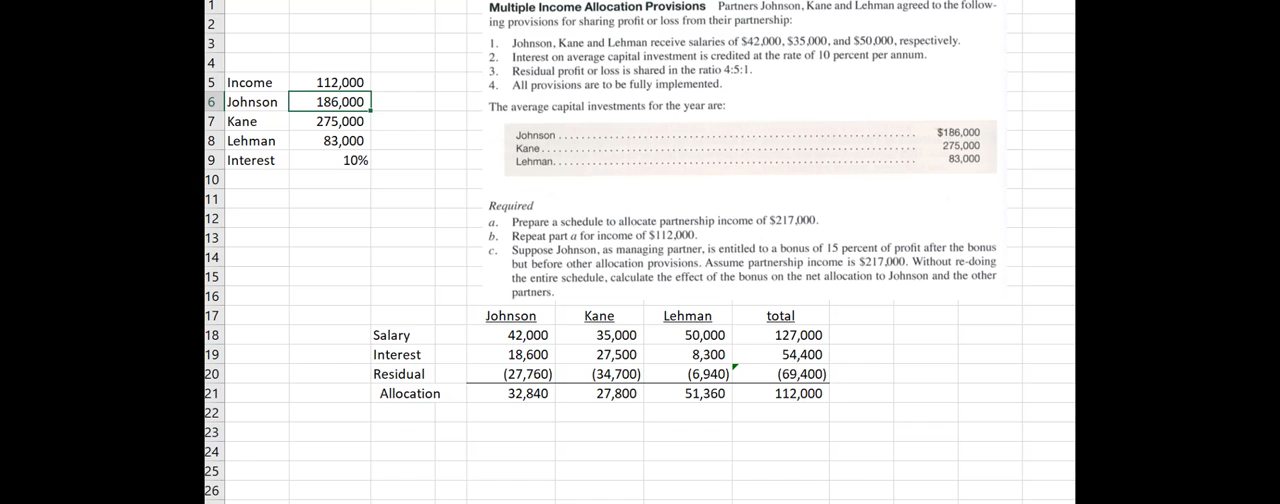 1
Multiple Income Allocation Provisions Partners Johnson, Kane and Lehman agreed to the follow-
2
ing provisions for sharing profit or loss from their partnership:
3
1. Johnson, Kane and Lehman receive salaries of $42,000, $35,000, and $50,000, respectively.
4
2. Interest on average capital investment is credited at the rate of 10 percent per annum.
3. Residual profit or loss is shared in the ratio 4:5:1.
5 Income 112,000
4. All provisions are to be fully implemented.
6 Johnson 186,000
The average capital investments for the year are:
7 Kane 275,000
Johnson $186,000
8 Lehman 83,000
Kane 275,000
9 Interest 10%
Lehman 83,000
10
11
Required
12
a. Prepare a schedule to allocate partnership income of $217,000.
13
b. Repeat part a for income of $112,000.
c. Suppose Johnson, as managing partner, is entitled to a bonus of 15 percent of profit after the bonus
14
but before other allocation provisions. Assume partnership income is $217,000. Without re-doing
15
the entire schedule, calculate the effect of the bonus on the net allocation to Johnson and the other
16
partners.
17 Johnson Kane Lehman total
18 Salary 42,000 35,000 50,000 127,000
19 Interest 18,600 27,500 8,300 54,400
20 Residual (27,760) (34,700) (6,940) (69,400)
21 Allocation 32,840 27,800 51,360 112,000
22
23
24
25
26